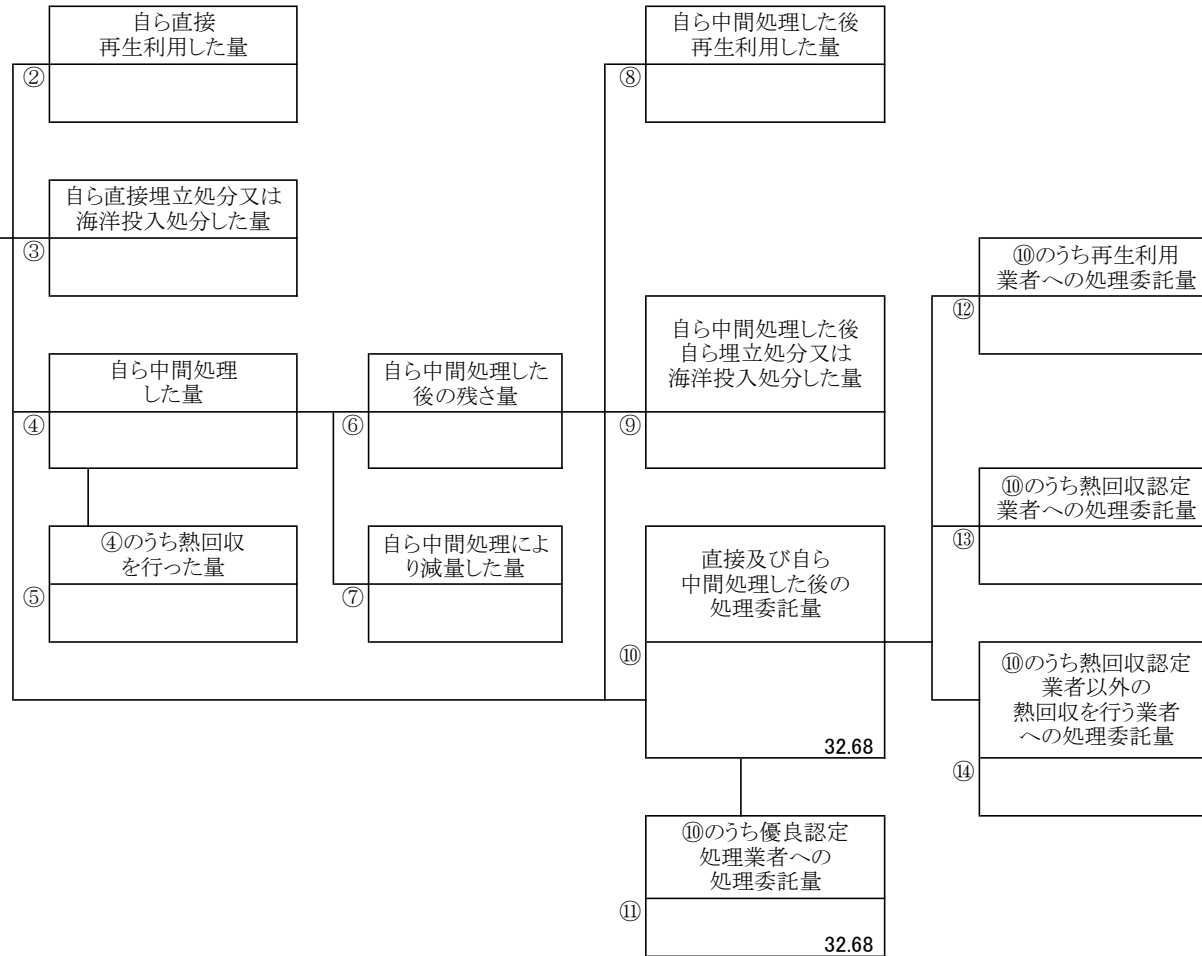 自ら直接
再生利用した量
②
自ら直接埋立処分又は
海洋投入処分した量
③
自ら中間処理
した量
④
④のうち熱回収
を行った量
⑤
自ら中間処理した
後の残さ量
⑥
自ら中間処理によ
り減量した量
⑦
自ら中間処理した後
再生利用した量
⑧
自ら中間処理した後
自ら埋立処分又は
海洋投入処分した量
⑨
直接及び自ら
中間処理した後の
処理委託量
⑩
32.68
⑩のうち優良認定
処理業者への
処理委託量
⑪
32.68
⑩のうち再生利用
業者への処理委託量
⑫
⑩のうち熱回収認定
業者への処理委託量
⑬
⑩のうち熱回収認定
業者以外の
熱回収を行う業者
への処理委託量
⑭